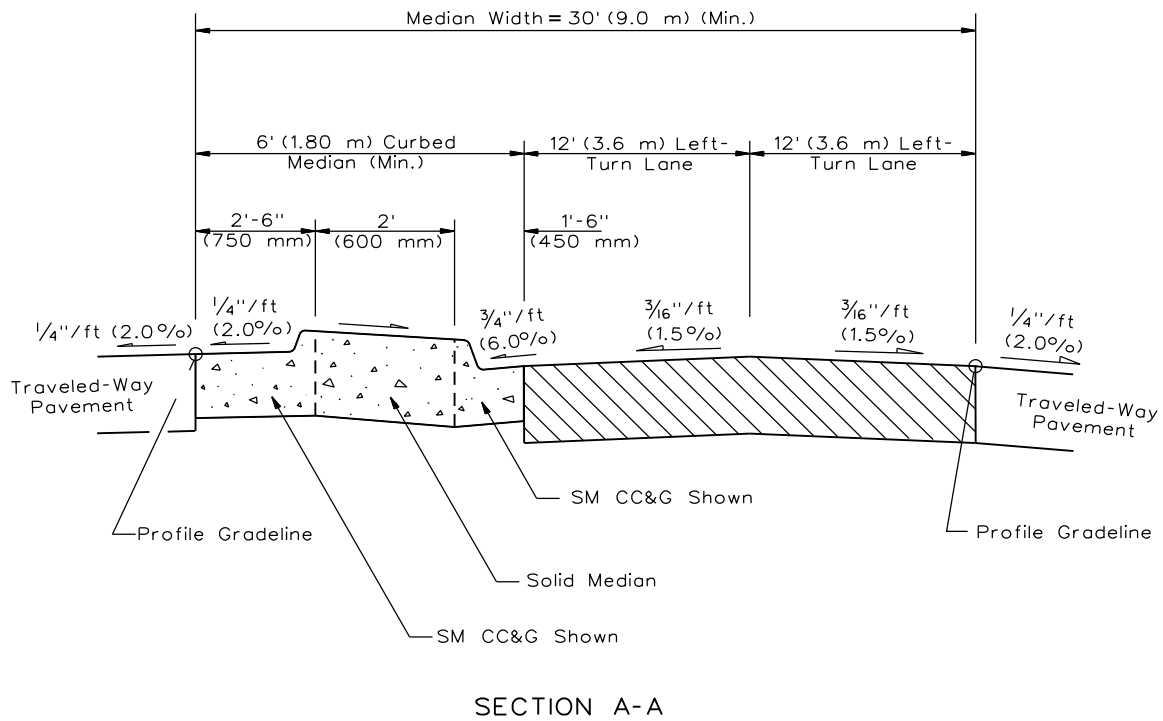 Median Width = 30' (9.0 m) (Min.)
6' (1.80 m) Curbed
Median (Min.)
12' (3.6 m) Left-
Turn Lane
12' (3.6 m) Left-
Turn Lane
2'-6''
(750 mm)
2'
(600 mm)
1'-6''
(450 mm)
1/4''/ft (2.0%)
1/4''/ft
(2.0%)
3/4''/ft
(6.0%)
3/16''/ft
(1.5%)
3/16''/ft
(1.5%)
1/4''/ft
(2.0%)
Traveled-Way
Pavement
Traveled-Way
Pavement
SM CC&G Shown
Profile Gradeline
Profile Gradeline
Solid Median
SM CC&G Shown
SECTION A-A